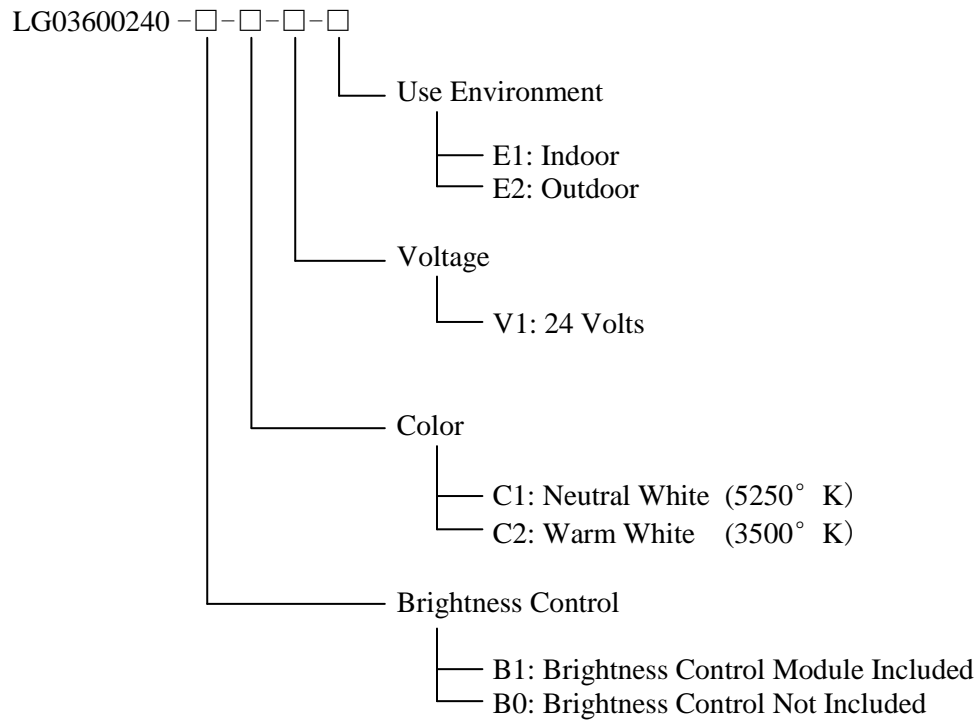 LG03600240 -□-□-□-□
Use Environment
E1: Indoor
E2: Outdoor
Voltage
V1: 24 Volts
Color
C1: Neutral White (5250° K)
C2: Warm White (3500° K)
Brightness Control
B1: Brightness Control Module Included
B0: Brightness Control Not Included